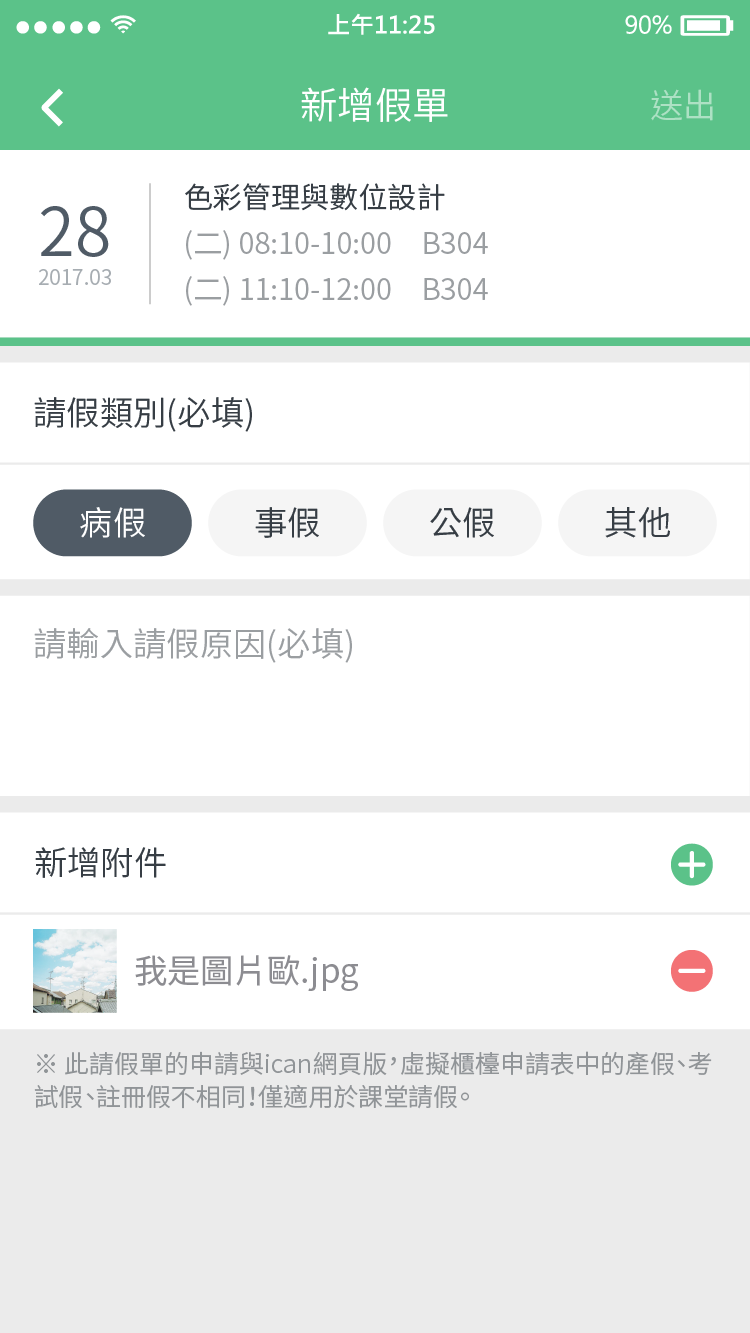 上午11:25 90%
新增假單 送出
28
2017.03
色彩管理與數位設計
(二) 08:10-10:00 B304
(二) 11:10-12:00 B304
請假類別(必填)
病假 事假 公假 其他
請輸入請假原因(必填)
新增附件
我是圖片歐.jpg
※ 此請假單的申請與ican網頁版，虛擬櫃檯申請表中的產假、考
試假、註冊假不相同！僅適用於課堂請假。